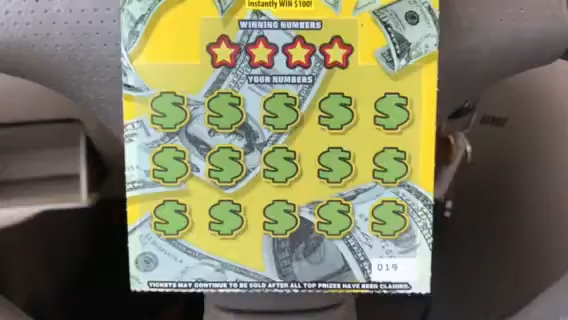 instantly WIN $100!
WINNING NUMBERS
YOUR NUMBERS
019
TICKETS MAY CONTINUE TO BE SOLD AFTER ALL TOP PRIZES HAVE BEEN CLAIMED.